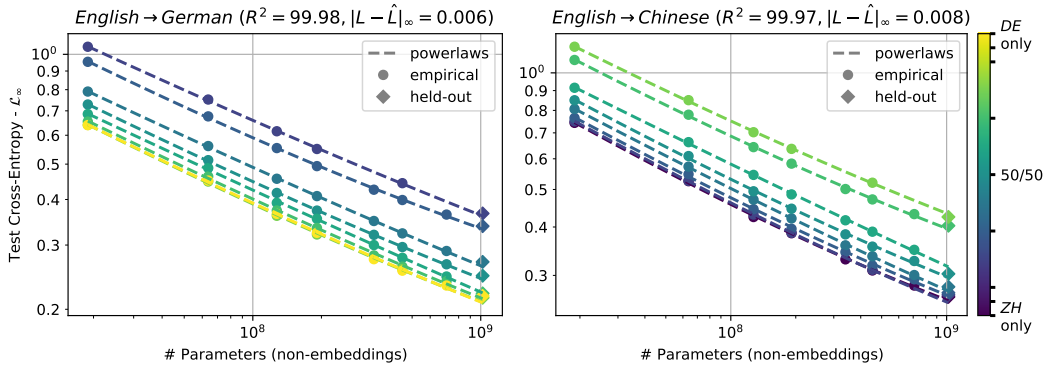 English → German (R² = 99.98, |L − L̂|∞ = 0.006)
Test Cross-Entropy - 𝓛∞
10⁰
0.9
0.8
0.7
0.6
0.5
0.4
0.3
0.2
10⁸
10⁹
# Parameters (non-embeddings)
powerlaws
empirical
held-out
English → Chinese (R² = 99.97, |L − L̂|∞ = 0.008)
10⁰
0.9
0.8
0.7
0.6
0.5
0.4
0.3
10⁸
10⁹
# Parameters (non-embeddings)
powerlaws
empirical
held-out
DE
only
50/50
ZH
only